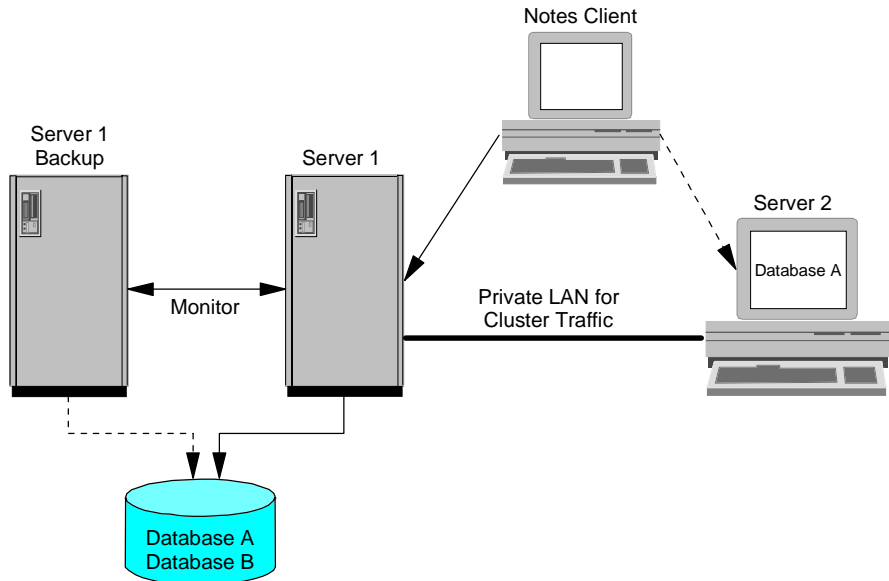 Notes Client
Server 1
Backup
Server 1
Server 2
Database A
Monitor
Private LAN for
Cluster Traffic
Database A
Database B